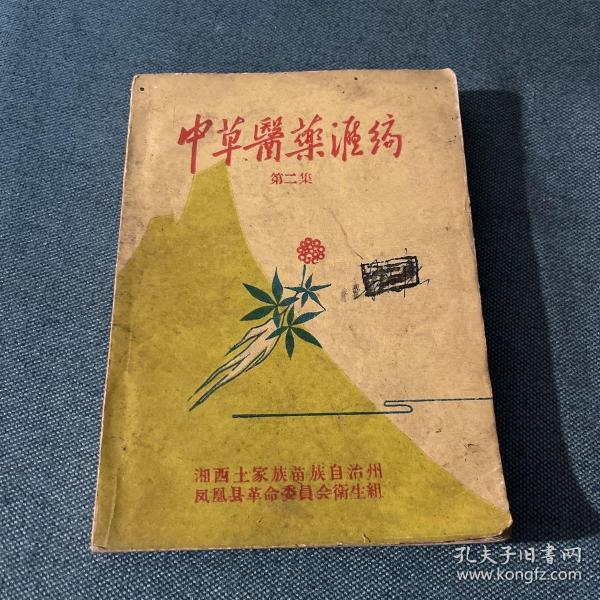 中草醫藥滙编
第二集
湘西土家族苗族自治州
凤凰县革命委員会衛生組
孔夫子旧書网
www.kongfz.com